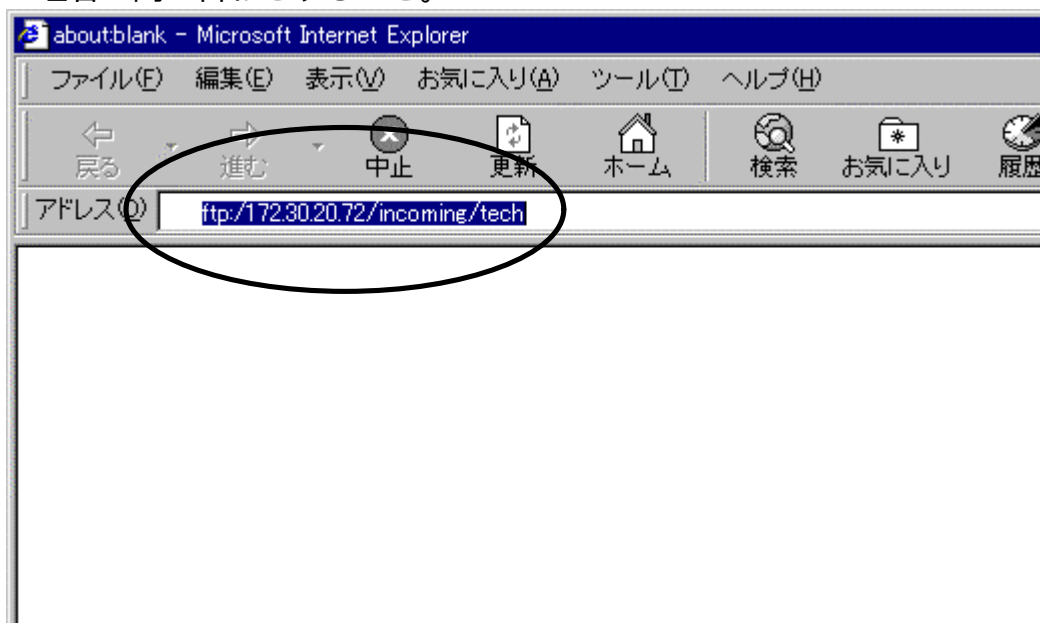 about:blank - Microsoft Internet Explorer
ファイル(F) 編集(E) 表示(V) お気に入り(A) ツール(T) ヘルプ(H)
戻る 進む 中止 更新 ホーム 検索 お気に入り 履歴
アドレス(D) ftp:/172.30.20.72/incoming/tech